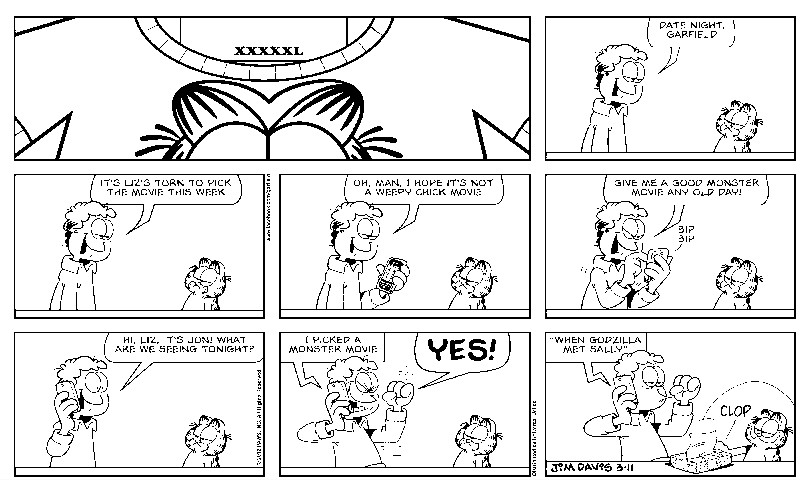 XXXXXL
DATE NIGHT,
GARFIELD
IT'S LIZ'S TURN TO PICK
THE MOVIE THIS WEEK
OH, MAN, I HOPE IT'S NOT
A WEEPY CHICK MOVIE
GIVE ME A GOOD MONSTER
MOVIE ANY OLD DAY!
BIP
BIP
HI, LIZ, IT'S JON! WHAT
ARE WE SEEING TONIGHT?
I PICKED A
MONSTER MOVIE
YES!
"WHEN GODZILLA
MET SALLY"
CLOP
JIM DAVIS 3-11